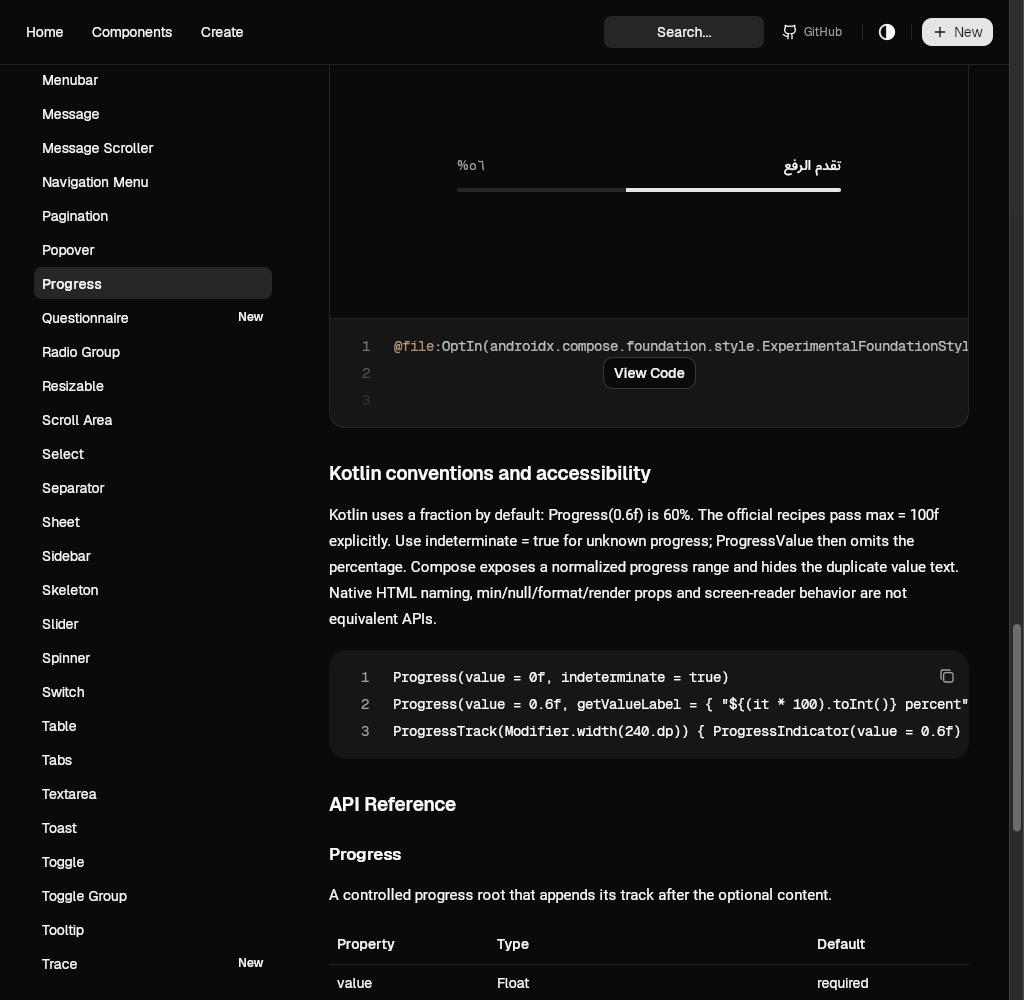 Home
Components
Create
Search...
GitHub
New
Menubar
Message
Message Scroller
Navigation Menu
Pagination
Popover
Progress
Questionnaire New
Radio Group
Resizable
Scroll Area
Select
Separator
Sheet
Sidebar
Skeleton
Slider
Spinner
Switch
Table
Tabs
Textarea
Toast
Toggle
Toggle Group
Tooltip
Trace New
تقدم الرفع
%٥٦
1 @file:OptIn(androidx.compose.foundation.style.ExperimentalFoundationStyl
2
3
View Code
Kotlin conventions and accessibility
Kotlin uses a fraction by default: Progress(0.6f) is 60%. The official recipes pass max = 100f
explicitly. Use indeterminate = true for unknown progress; ProgressValue then omits the
percentage. Compose exposes a normalized progress range and hides the duplicate value text.
Native HTML naming, min/null/format/render props and screen-reader behavior are not
equivalent APIs.
1 Progress(value = 0f, indeterminate = true)
2 Progress(value = 0.6f, getValueLabel = { "${(it * 100).toInt()} percent"
3 ProgressTrack(Modifier.width(240.dp)) { ProgressIndicator(value = 0.6f)
API Reference
Progress
A controlled progress root that appends its track after the optional content.
Property Type Default
value Float required